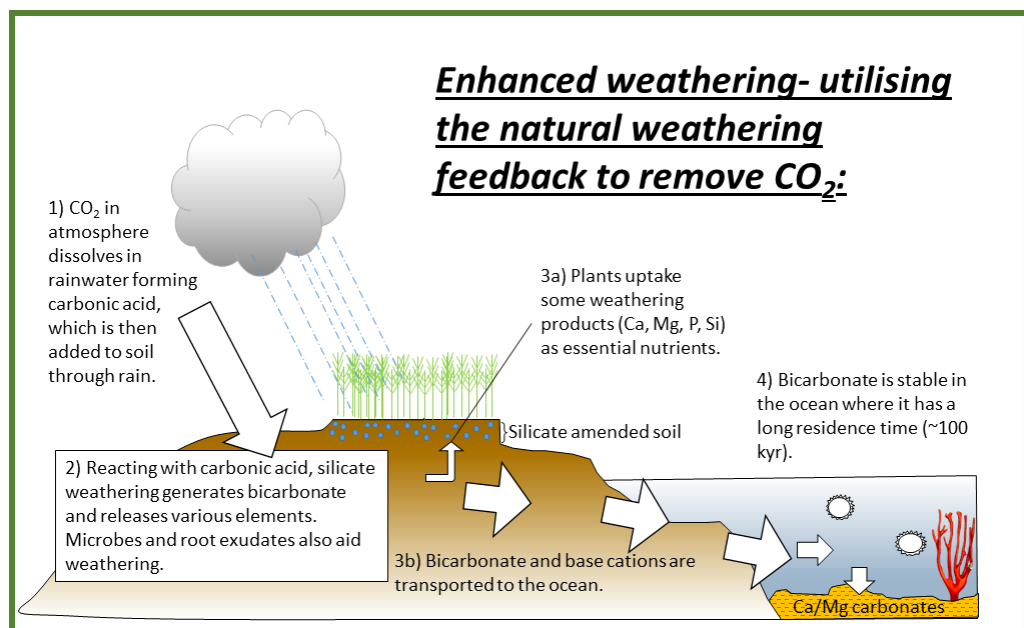 Enhanced weathering- utilising
the natural weathering
feedback to remove CO₂:
1) CO₂ in
atmosphere
dissolves in
rainwater forming
carbonic acid,
which is then
added to soil
through rain.
2) Reacting with carbonic acid, silicate
weathering generates bicarbonate
and releases various elements.
Microbes and root exudates also aid
weathering.
3a) Plants uptake
some weathering
products (Ca, Mg, P, Si)
as essential nutrients.
}Silicate amended soil
3b) Bicarbonate and base cations are
transported to the ocean.
4) Bicarbonate is stable in
the ocean where it has a
long residence time (~100
kyr).
Ca/Mg carbonates